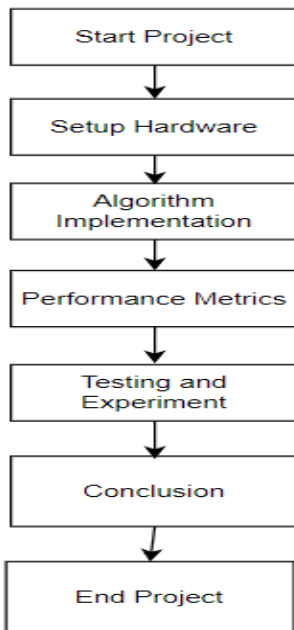 Start Project
Setup Hardware
Algorithm
Implementation
Performance Metrics
Testing and
Experiment
Conclusion
End Project